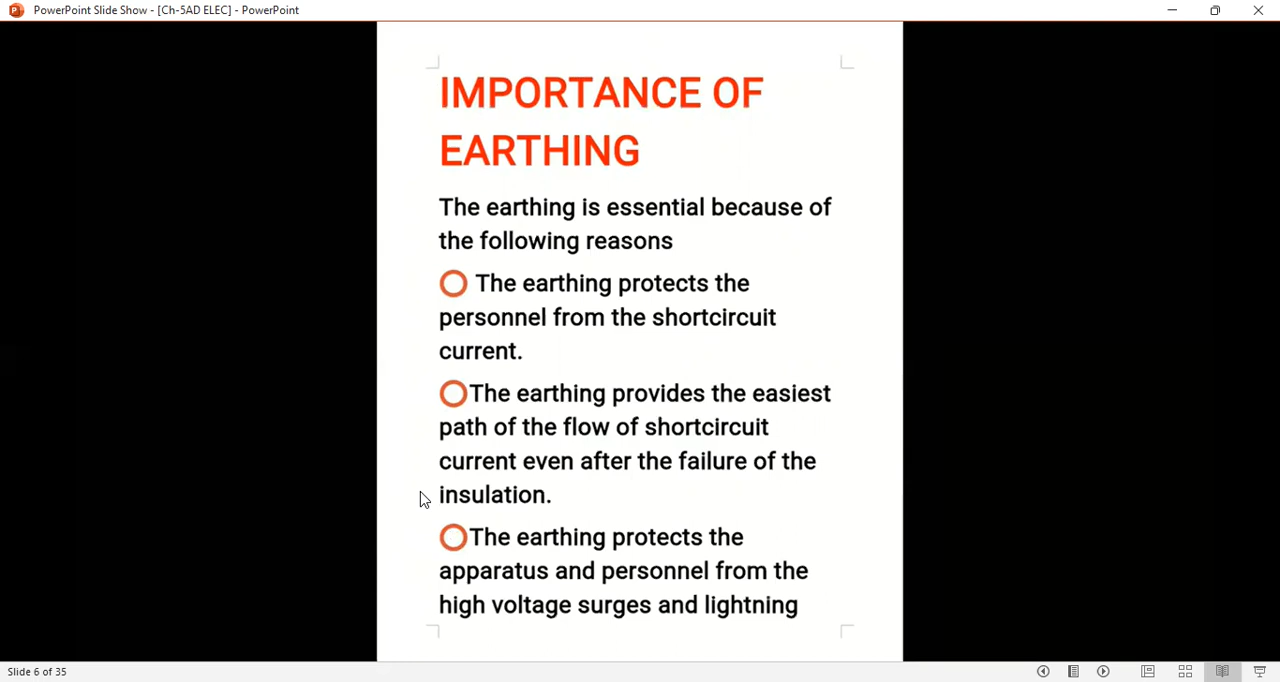 PowerPoint Slide Show - [Ch-5AD ELEC] - PowerPoint
IMPORTANCE OF
EARTHING
The earthing is essential because of
the following reasons
The earthing protects the
personnel from the shortcircuit
current.
The earthing provides the easiest
path of the flow of shortcircuit
current even after the failure of the
insulation.
The earthing protects the
apparatus and personnel from the
high voltage surges and lightning
Slide 6 of 35